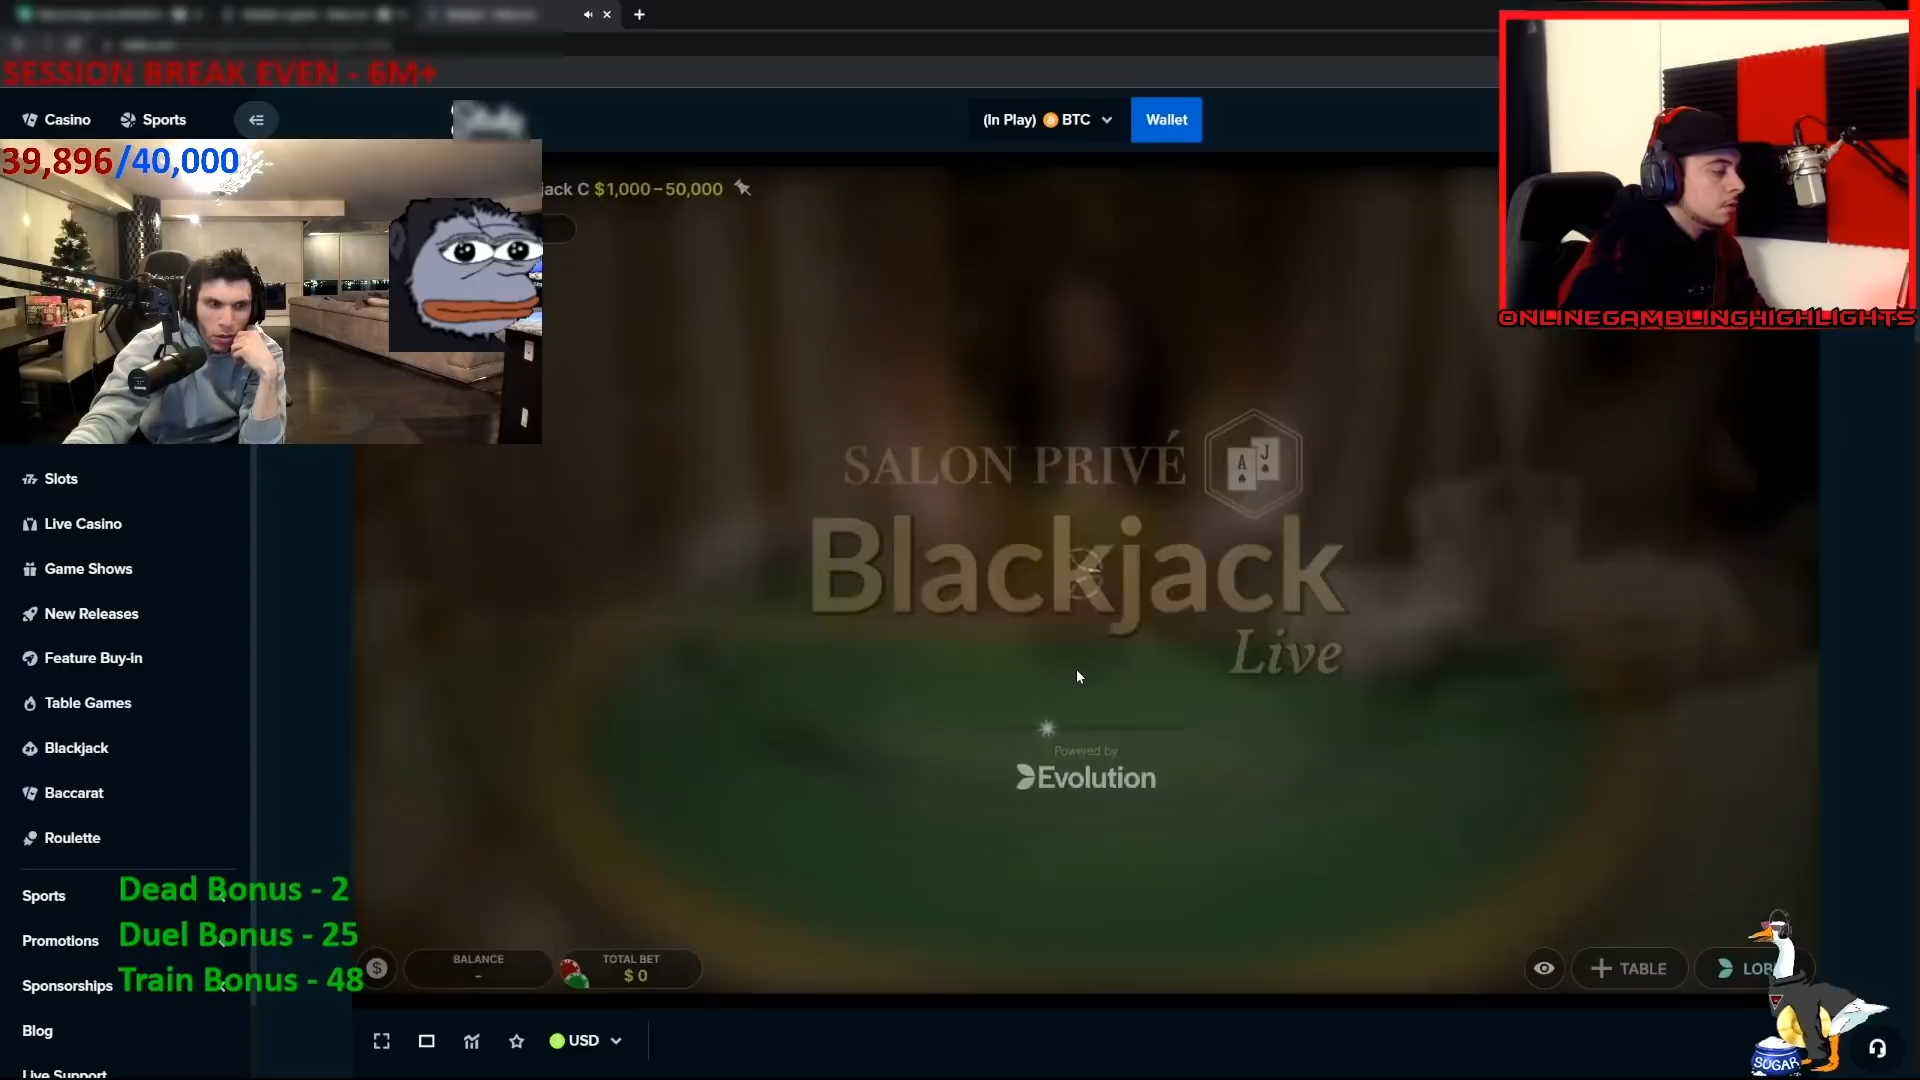 SESSION BREAK EVEN - 6M+
Casino
Sports
(In Play) BTC
Wallet
39,896/40,000
jack C $1,000–50,000
ONLINEGAMBLINGHIGHLIGHTS
SALON PRIVÉ
A J
Blackjack
Live
Powered by
Evolution
Slots
Live Casino
Game Shows
New Releases
Feature Buy-in
Table Games
Blackjack
Baccarat
Roulette
Sports
Dead Bonus - 2
Promotions
Duel Bonus - 25
Sponsorships
Train Bonus - 48
Blog
Live Support
BALANCE
-
TOTAL BET
$ 0
TABLE
LOB
USD
SUGAR